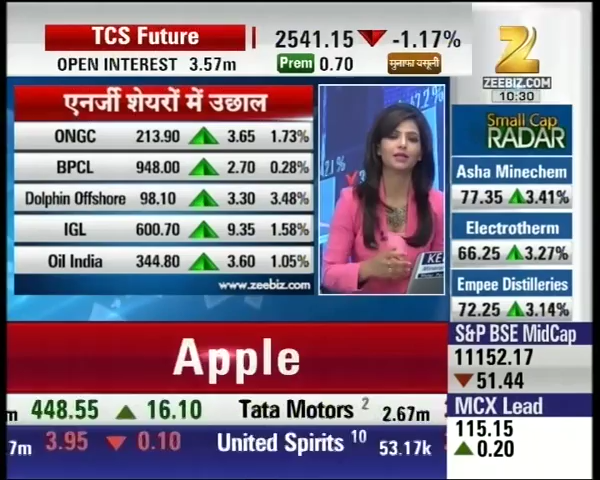 TCS Future
2541.15 -1.17%
OPEN INTEREST 3.57m
Prem 0.70
मुनाफा वसूली
ZEEBIZ.COM
10:30
एनर्जी शेयरों में उछाल
ONGC 213.90 3.65 1.73%
BPCL 948.00 2.70 0.28%
Dolphin Offshore 98.10 3.30 3.48%
IGL 600.70 9.35 1.58%
Oil India 344.80 3.60 1.05%
www.zeebiz.com
Small Cap
RADAR
Asha Minechem
77.35 3.41%
Electrotherm
66.25 3.27%
Empee Distilleries
72.25 3.14%
S&P BSE MidCap
11152.17
51.44
MCX Lead
115.15
0.20
Apple
m 448.55 16.10 Tata Motors 2 2.67m
7m 3.95 0.10 United Spirits 10 53.17k